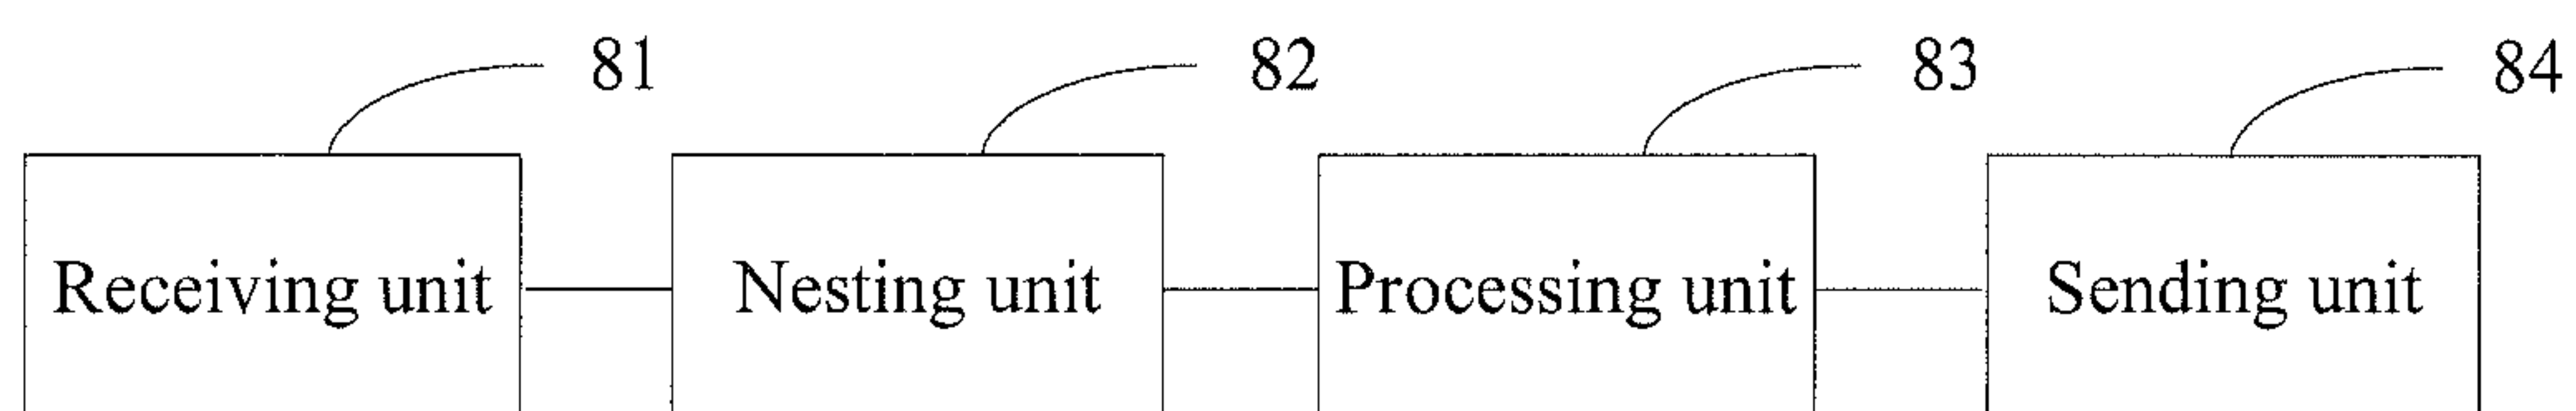 81 82 83 84
Receiving unit Nesting unit Processing unit Sending unit